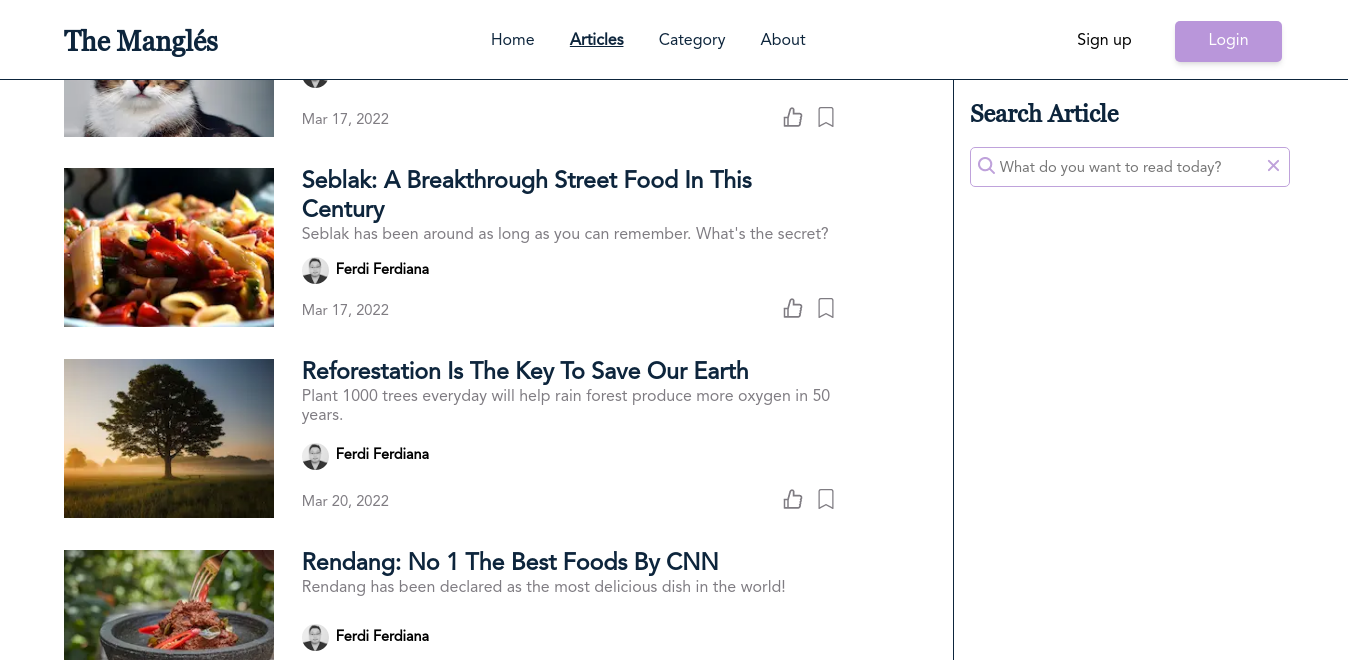 The Manglés
Home
Articles
Category
About
Sign up
Login
Mar 17, 2022
Seblak: A Breakthrough Street Food In This
Century
Seblak has been around as long as you can remember. What's the secret?
Ferdi Ferdiana
Mar 17, 2022
Reforestation Is The Key To Save Our Earth
Plant 1000 trees everyday will help rain forest produce more oxygen in 50
years.
Ferdi Ferdiana
Mar 20, 2022
Rendang: No 1 The Best Foods By CNN
Rendang has been declared as the most delicious dish in the world!
Ferdi Ferdiana
Search Article
What do you want to read today?